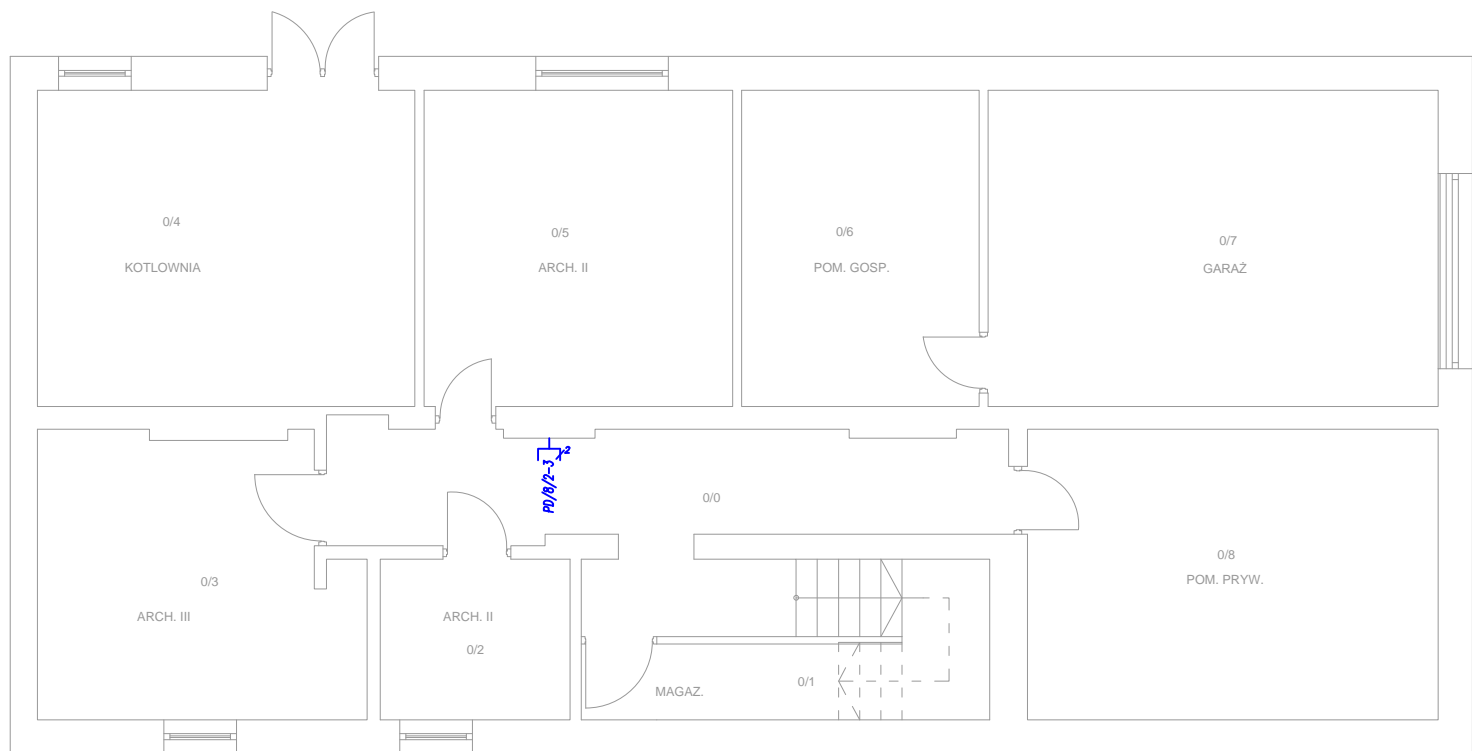 0/4
KOTLOWNIA
0/5
ARCH. II
0/6
POM. GOSP.
0/7
GARAŻ
PD/8/2-3
2
0/0
0/3
ARCH. III
ARCH. II
0/2
MAGAZ.
0/1
0/8
POM. PRYW.